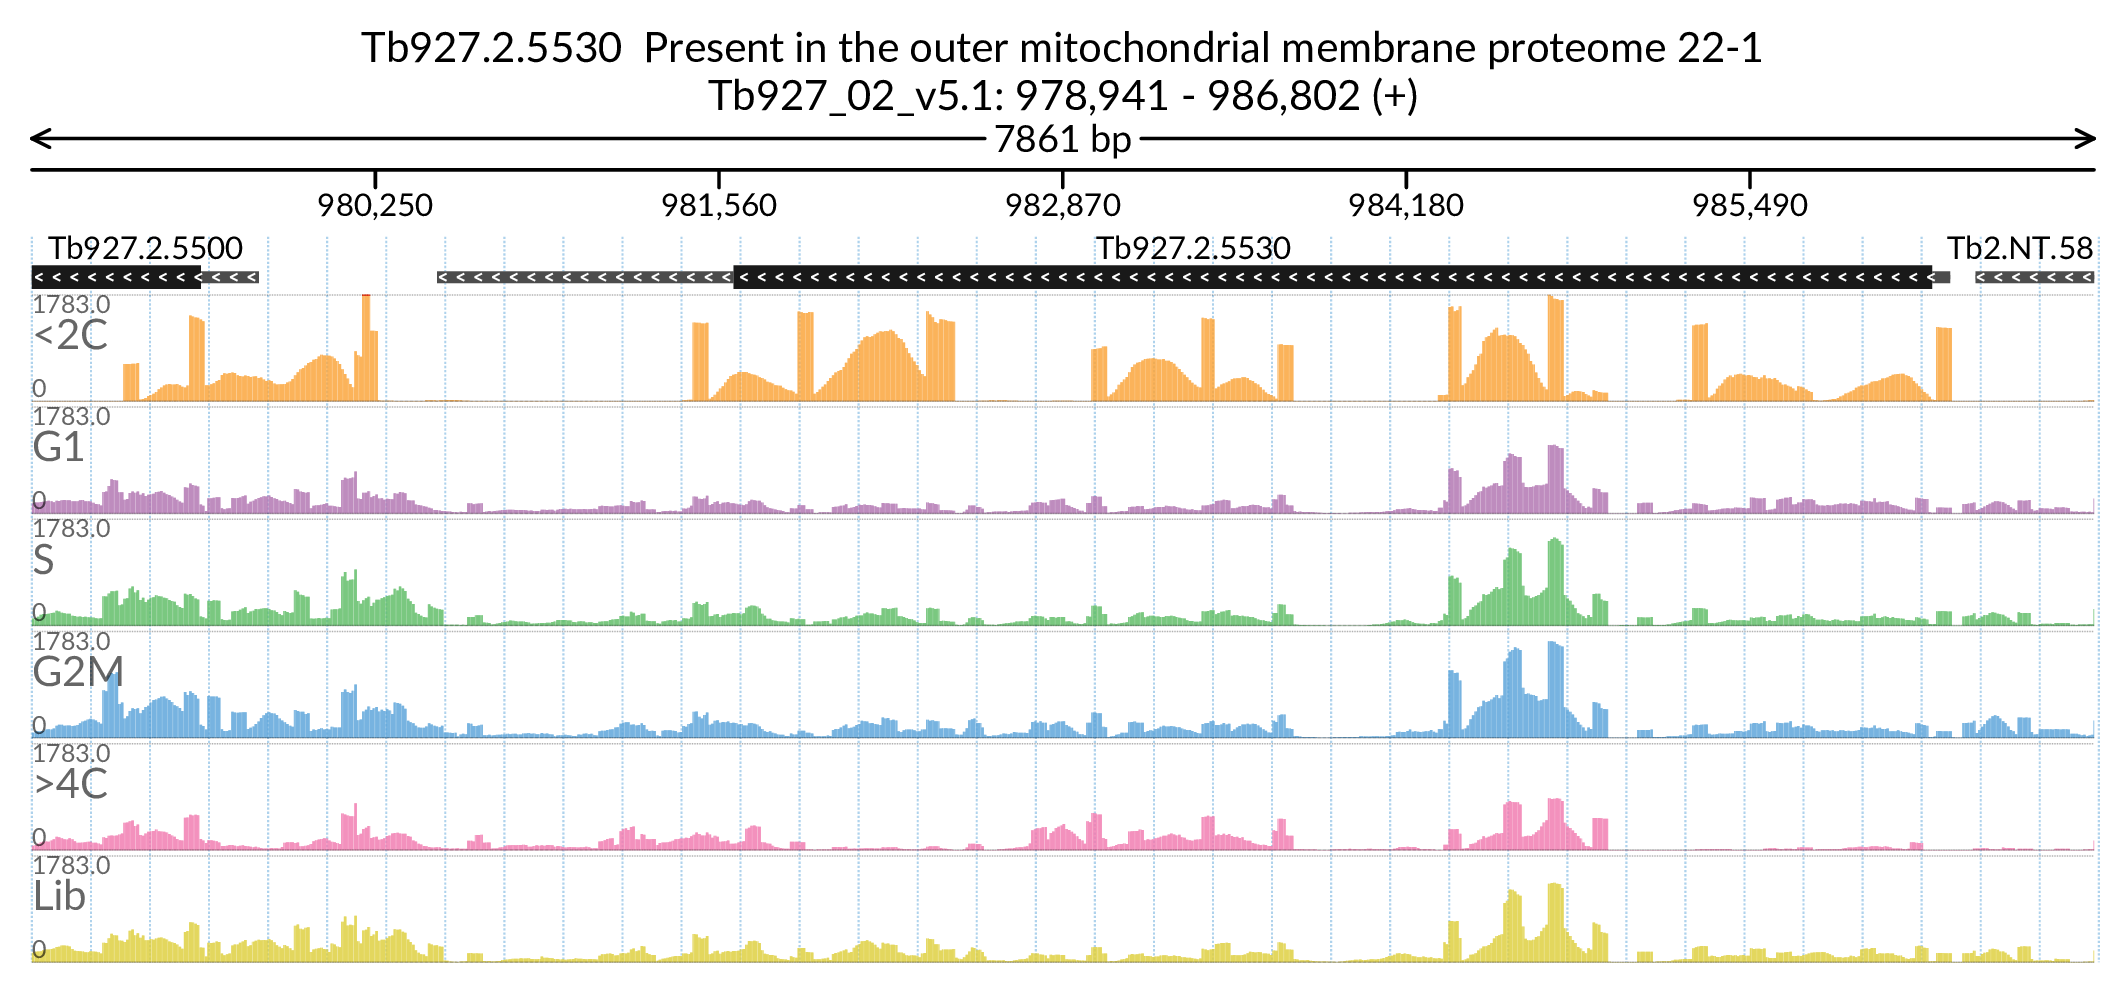 Tb927.2.5530  Present in the outer mitochondrial membrane proteome 22-1
Tb927_02_v5.1: 978,941 - 986,802 (+)
7861 bp
980,250 981,560 982,870 984,180 985,490
Tb927.2.5500 Tb927.2.5530 Tb2.NT.58
1783.0
<2C
0
1783.0
G1
0
1783.0
S
0
1783.0
G2M
0
1783.0
>4C
0
1783.0
Lib
0